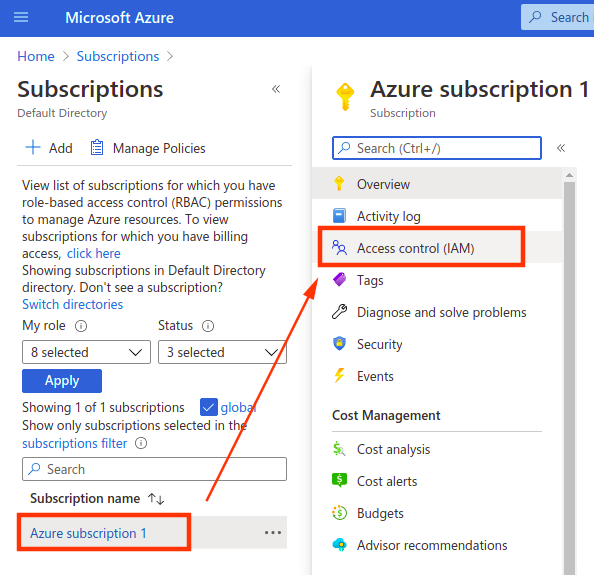 Microsoft Azure
Search
Home > Subscriptions >
Subscriptions
Default Directory
Add
Manage Policies
View list of subscriptions for which you have
role-based access control (RBAC) permissions
to manage Azure resources. To view
subscriptions for which you have billing
access, click here
Showing subscriptions in Default Directory
directory. Don't see a subscription?
Switch directories
My role
Status
8 selected
3 selected
Apply
Showing 1 of 1 subscriptions
global
Show only subscriptions selected in the
subscriptions filter
Search
Subscription name
Azure subscription 1
Azure subscription 1
Subscription
Search (Ctrl+/)
Overview
Activity log
Access control (IAM)
Tags
Diagnose and solve problems
Security
Events
Cost Management
Cost analysis
Cost alerts
Budgets
Advisor recommendations